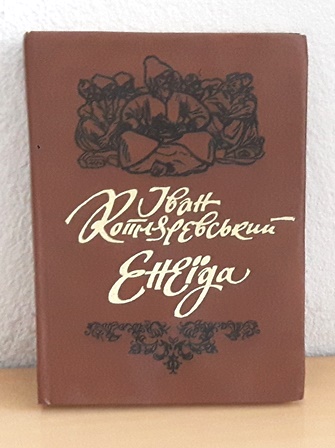 Іван
Котляревський
Енеїда